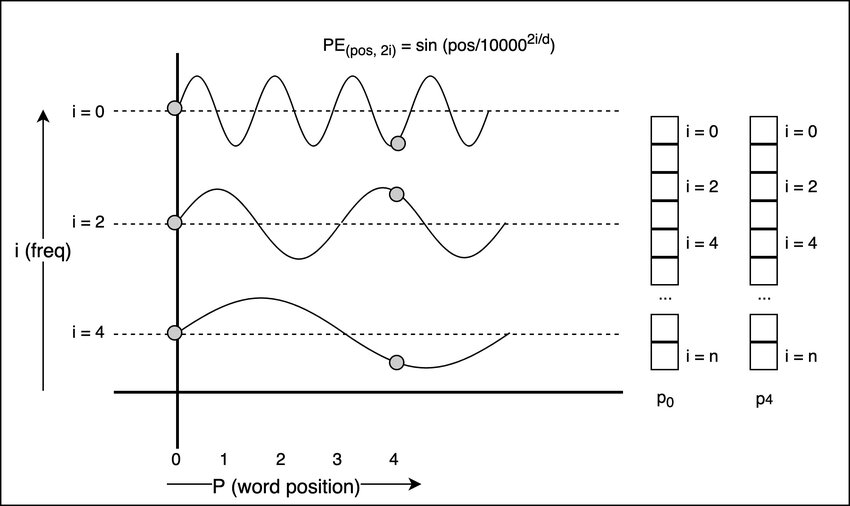 PE(pos, 2i) = sin (pos/10000^2i/d)
i = 0
i = 2
i (freq)
i = 4
0 1 2 3 4
P (word position)
i = 0 i = 0
i = 2 i = 2
i = 4 i = 4
... ...
i = n i = n
p0 p4